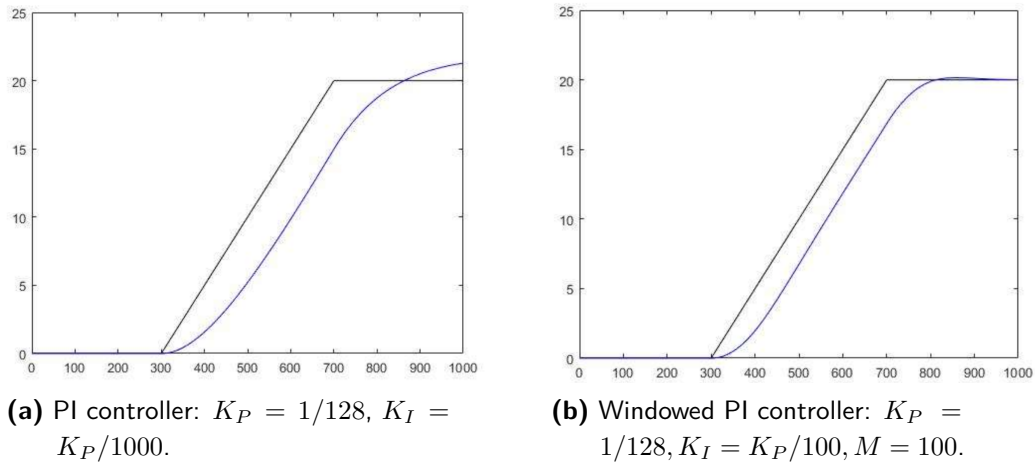 25
20
15
10
5
0
0 100 200 300 400 500 600 700 800 900 1000
(a) PI controller: $K_P = 1/128$, $K_I =$
$K_P/1000$.
25
20
15
10
5
0
0 100 200 300 400 500 600 700 800 900 1000
(b) Windowed PI controller: $K_P =$
$1/128, K_I = K_P/100, M = 100$.